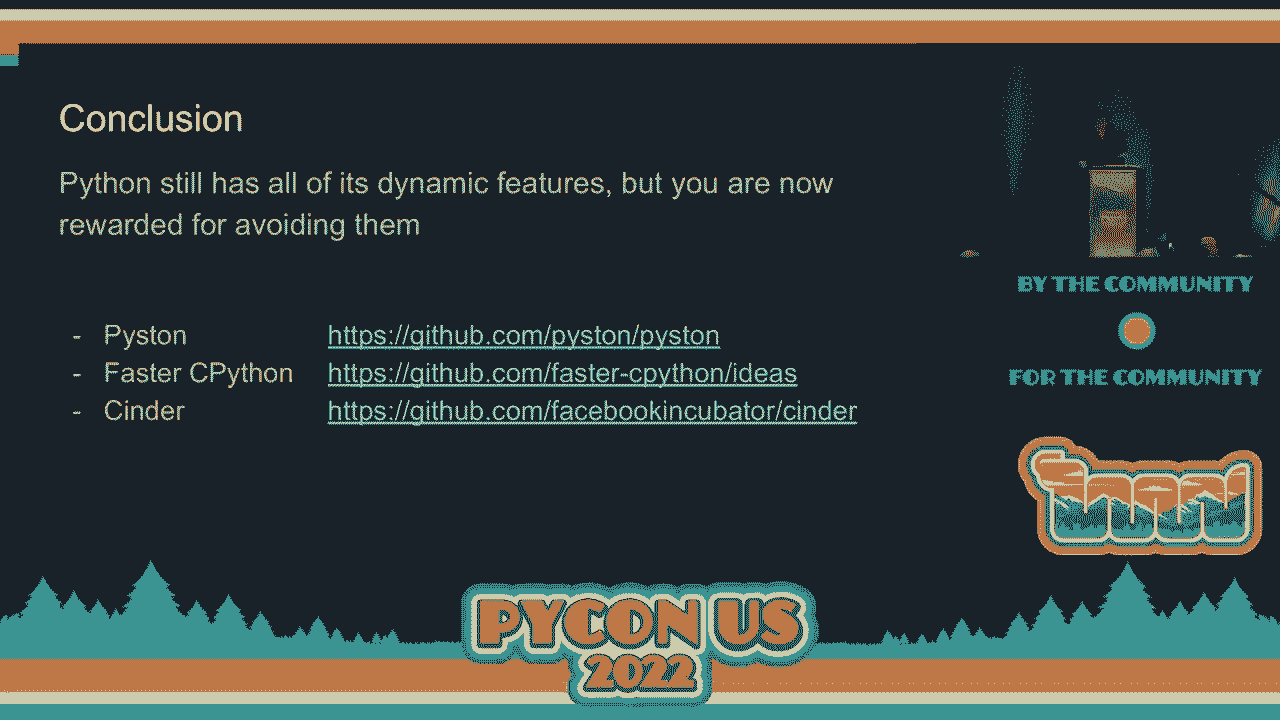 Conclusion
Python still has all of its dynamic features, but you are now
rewarded for avoiding them
- Pyston https://github.com/pyston/pyston
- Faster CPython https://github.com/faster-cpython/ideas
- Cinder https://github.com/facebookincubator/cinder
BY THE COMMUNITY
FOR THE COMMUNITY
PYCON US
2022